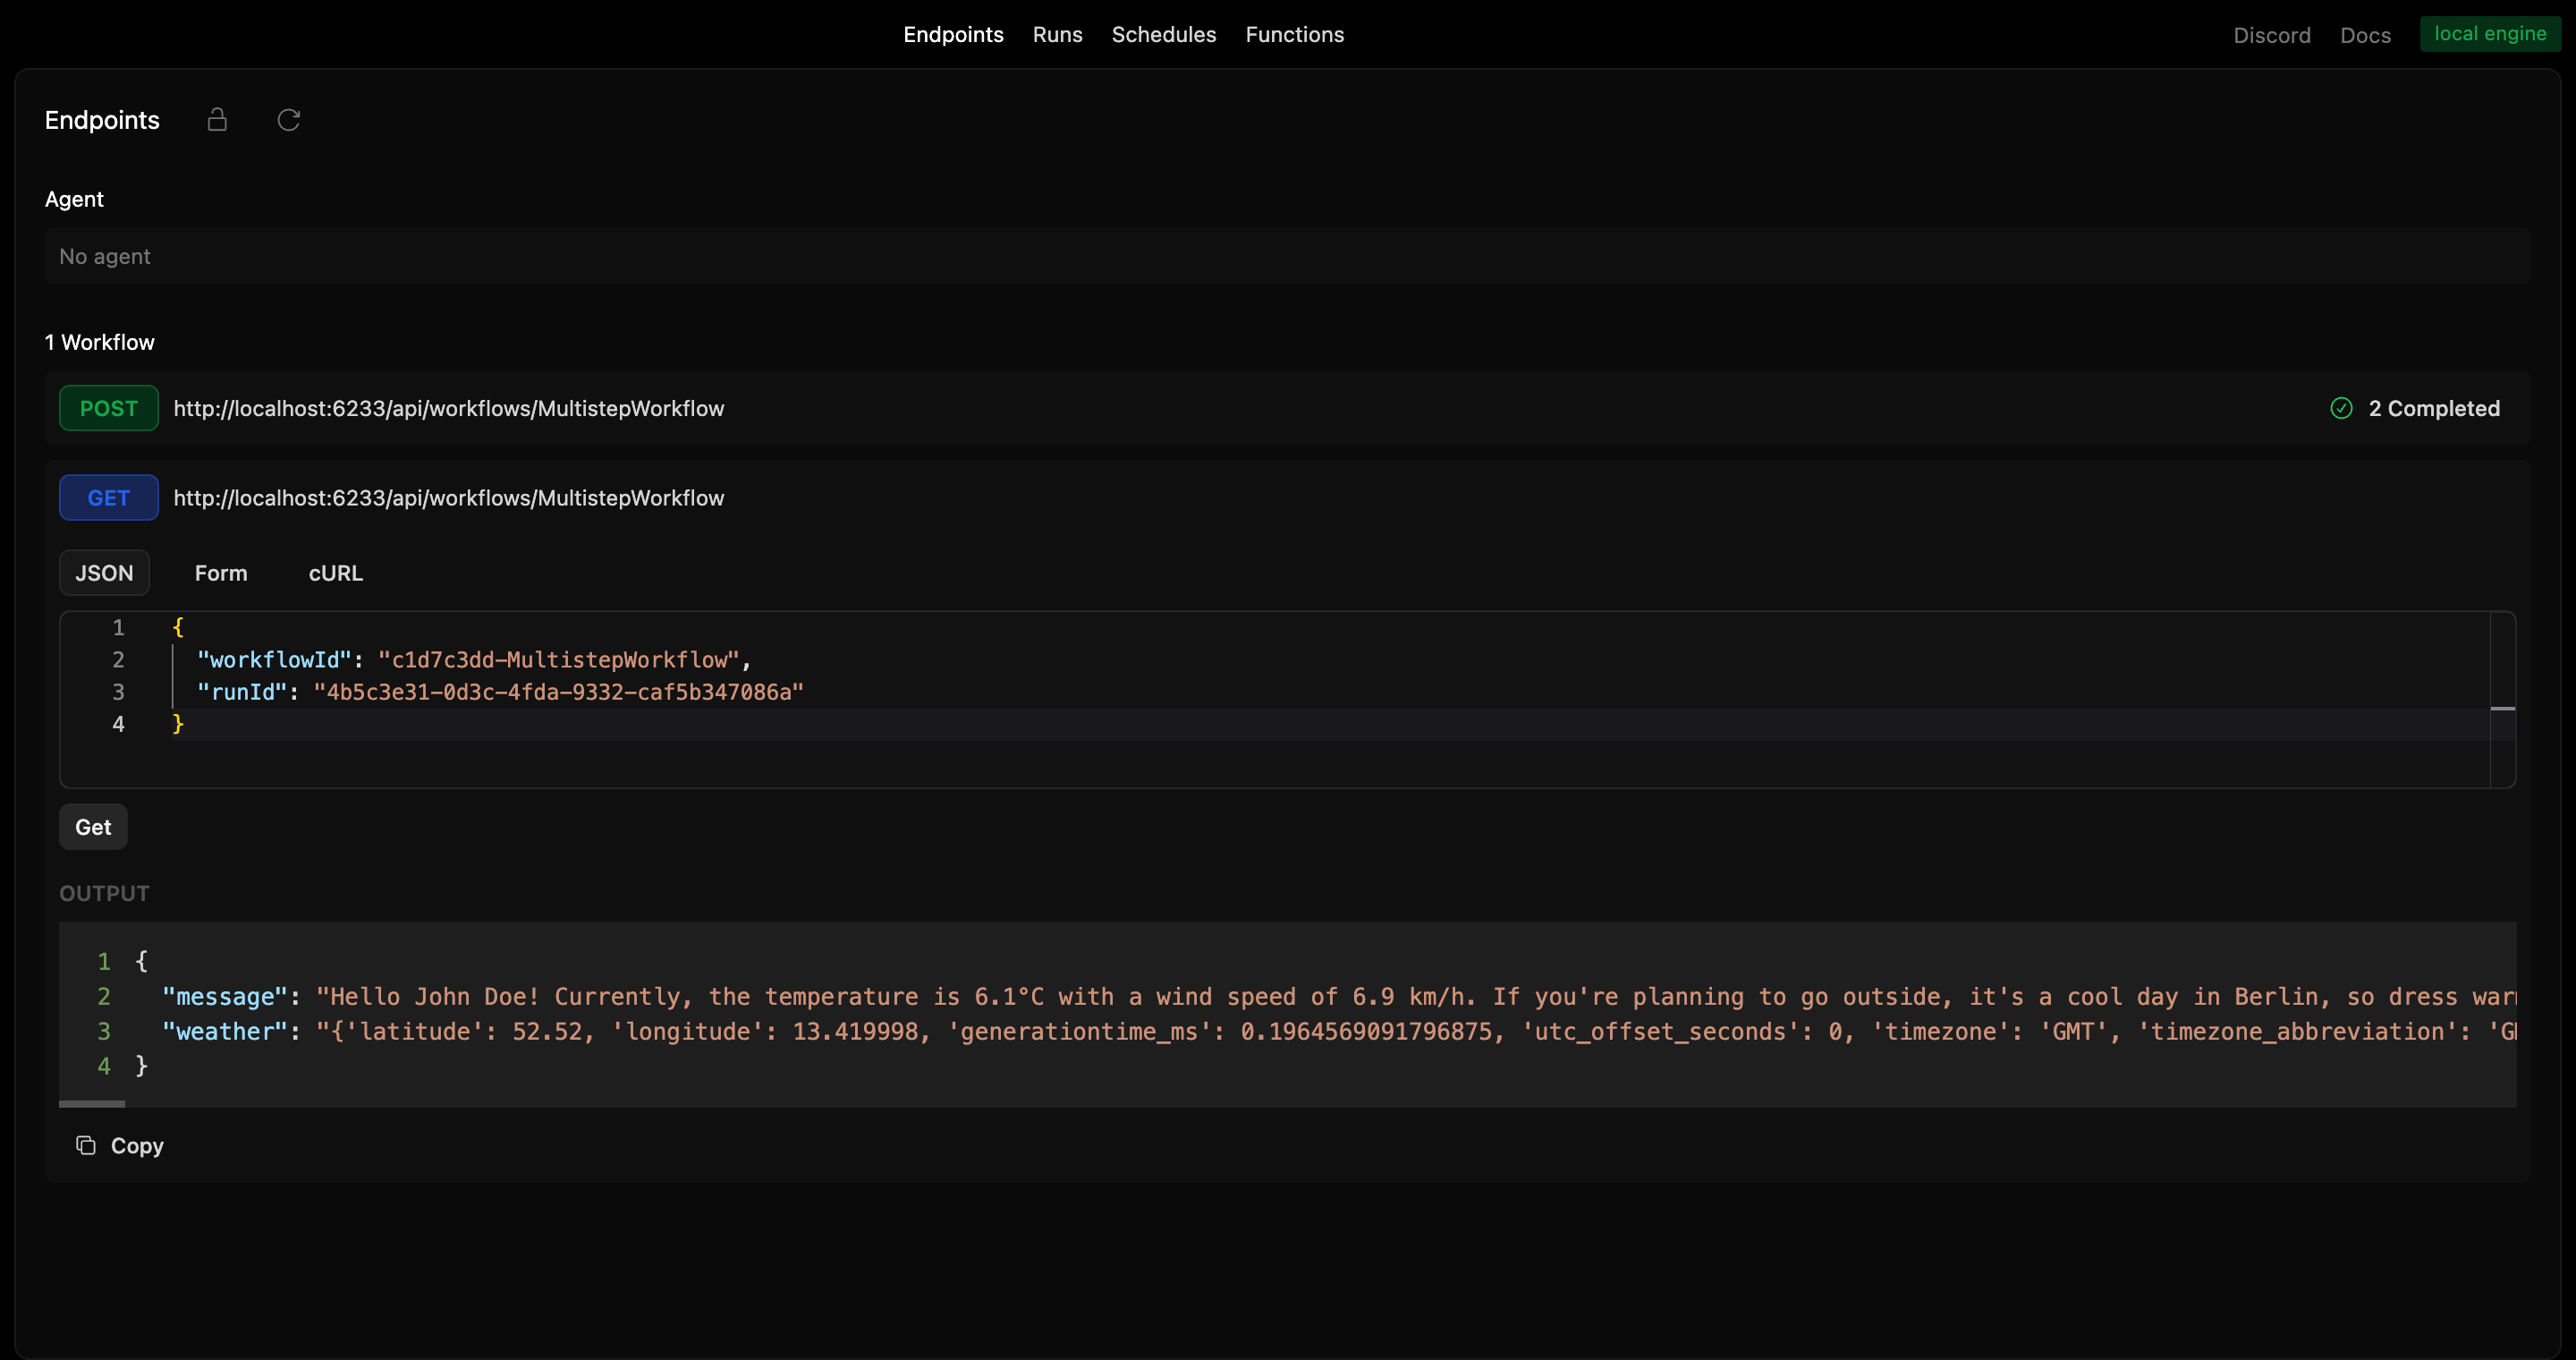 Endpoints Runs Schedules Functions Discord Docs local engine
Endpoints
Agent
No agent
1 Workflow
POST http://localhost:6233/api/workflows/MultistepWorkflow 2 Completed
GET http://localhost:6233/api/workflows/MultistepWorkflow
JSON Form cURL
1 {
2 "workflowId": "c1d7c3dd-MultistepWorkflow",
3 "runId": "4b5c3e31-0d3c-4fda-9332-caf5b347086a"
4 }
Get
OUTPUT
1 {
2 "message": "Hello John Doe! Currently, the temperature is 6.1°C with a wind speed of 6.9 km/h. If you're planning to go outside, it's a cool day in Berlin, so dress
3 "weather": "{'latitude': 52.52, 'longitude': 13.419998, 'generationtime_ms': 0.1964569091796875, 'utc_offset_seconds': 0, 'timezone': 'GMT', 'timezone_abbreviation':
4 }
Copy